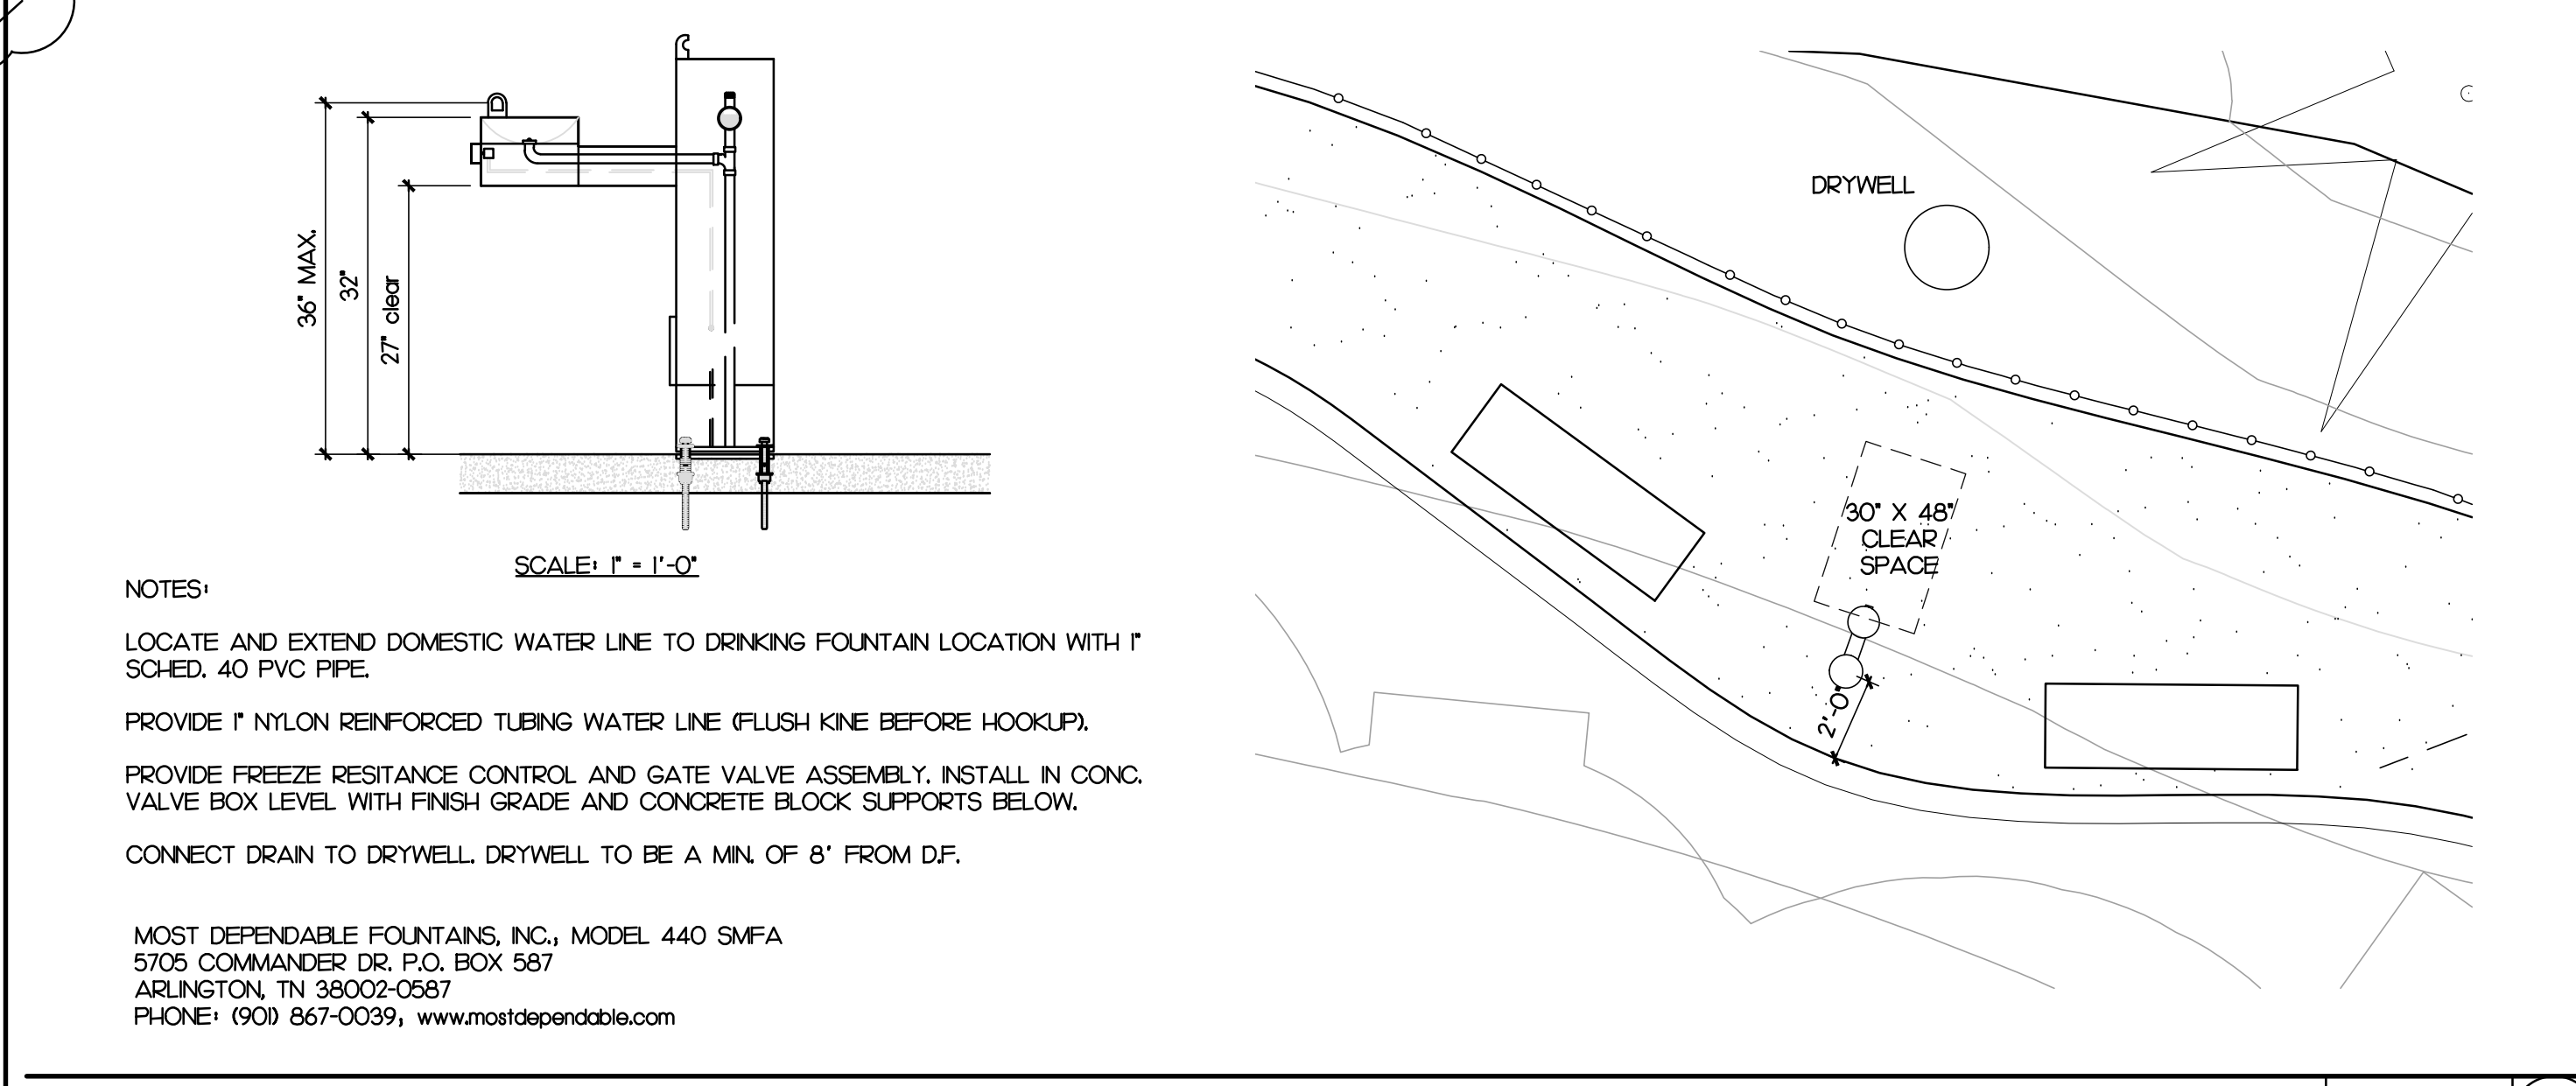 36" MAX.
32"
27" clear
SCALE: 1" = 1'-0"
NOTES:
LOCATE AND EXTEND DOMESTIC WATER LINE TO DRINKING FOUNTAIN LOCATION WITH 1"
SCHED. 40 PVC PIPE.
PROVIDE 1" NYLON REINFORCED TUBING WATER LINE (FLUSH KINE BEFORE HOOKUP).
PROVIDE FREEZE RESITANCE CONTROL AND GATE VALVE ASSEMBLY. INSTALL IN CONC.
VALVE BOX LEVEL WITH FINISH GRADE AND CONCRETE BLOCK SUPPORTS BELOW.
CONNECT DRAIN TO DRYWELL. DRYWELL TO BE A MIN. OF 8' FROM D.F.
MOST DEPENDABLE FOUNTAINS, INC., MODEL 440 SMFA
5705 COMMANDER DR. P.O. BOX 587
ARLINGTON, TN 38002-0587
PHONE: (901) 867-0039, www.mostdependable.com
DRYWELL
30" X 48"
CLEAR
SPACE
2'-0"